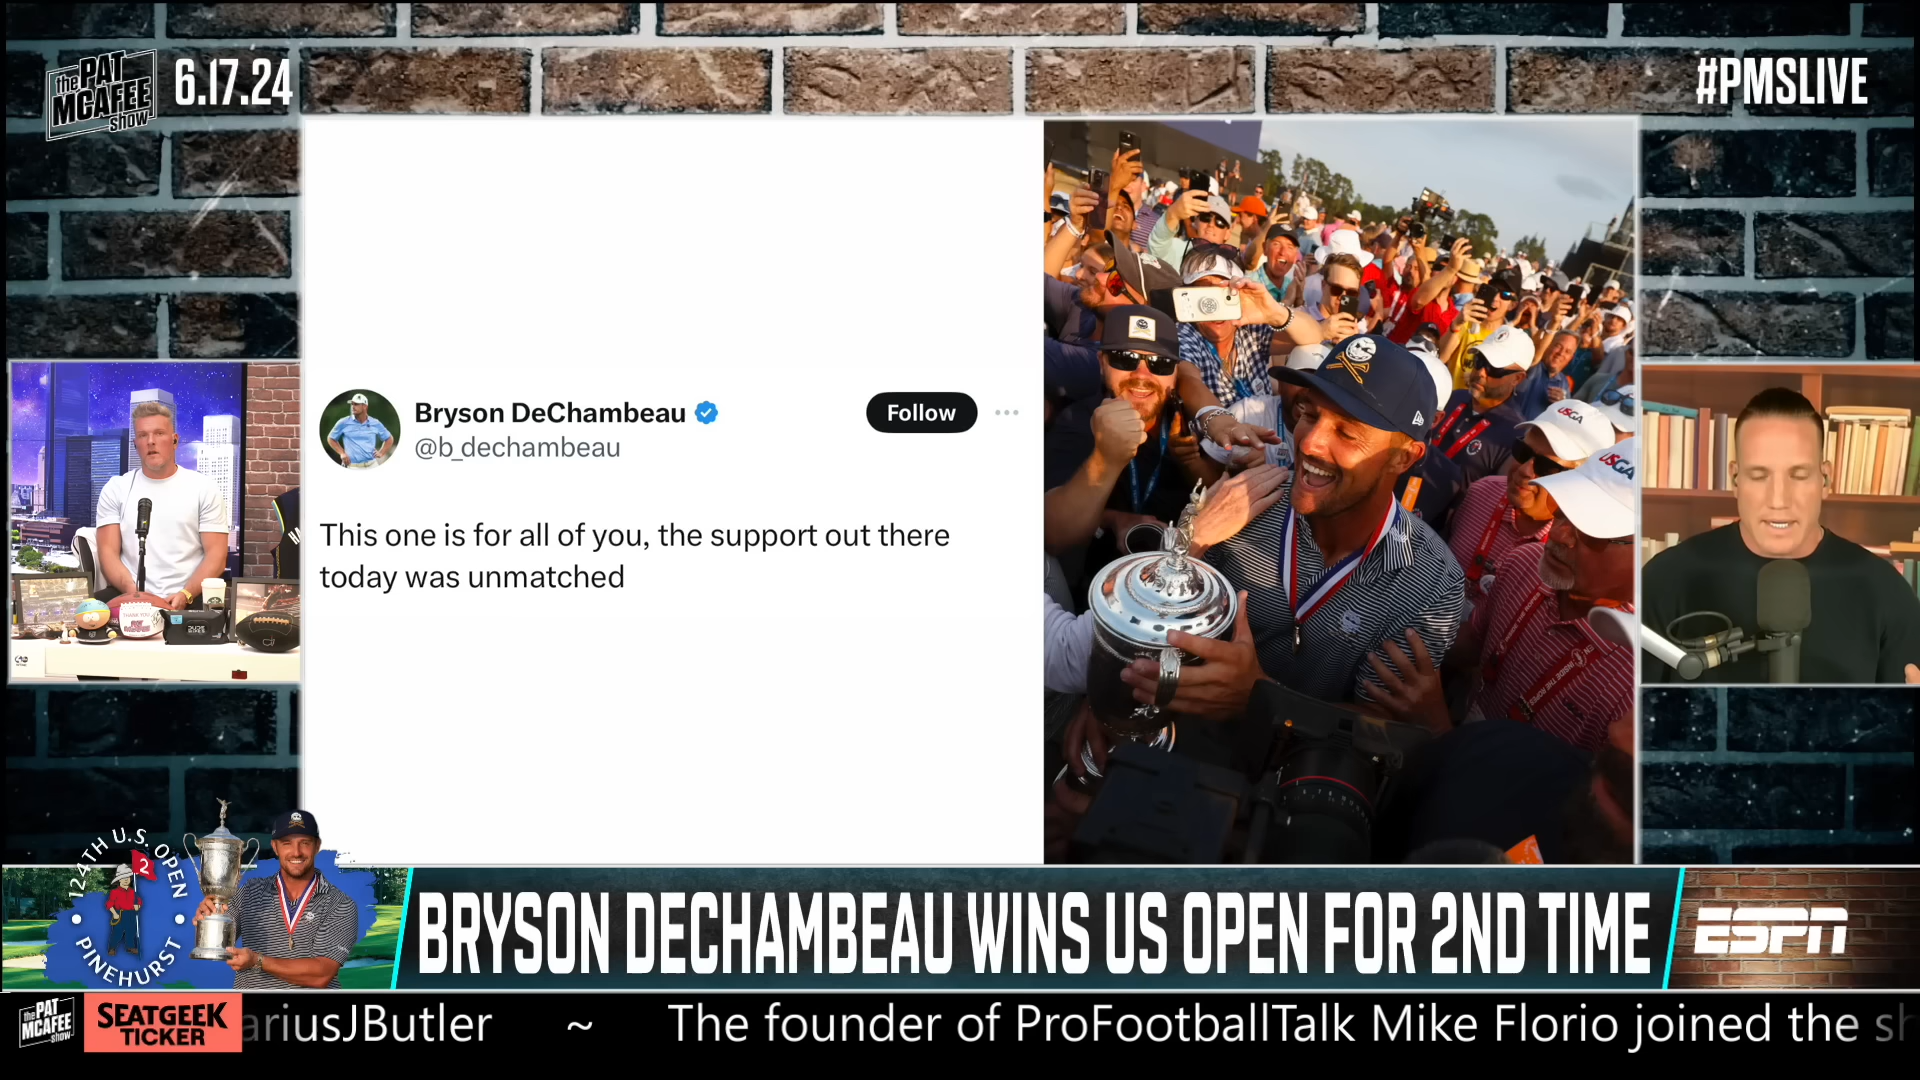 the PAT
MCAFEE
show
6.17.24
#PMSLIVE
Bryson DeChambeau
@b_dechambeau
Follow
This one is for all of you, the support out there
today was unmatched
USGA
USGA
124TH U.S. OPEN
2
PINEHURST
BRYSON DECHAMBEAU WINS US OPEN FOR 2ND TIME
ESPN
the PAT
MCAFEE
show
SEATGEEK
TICKER
ariusJButler ~ The founder of ProFootballTalk Mike Florio joined the sh